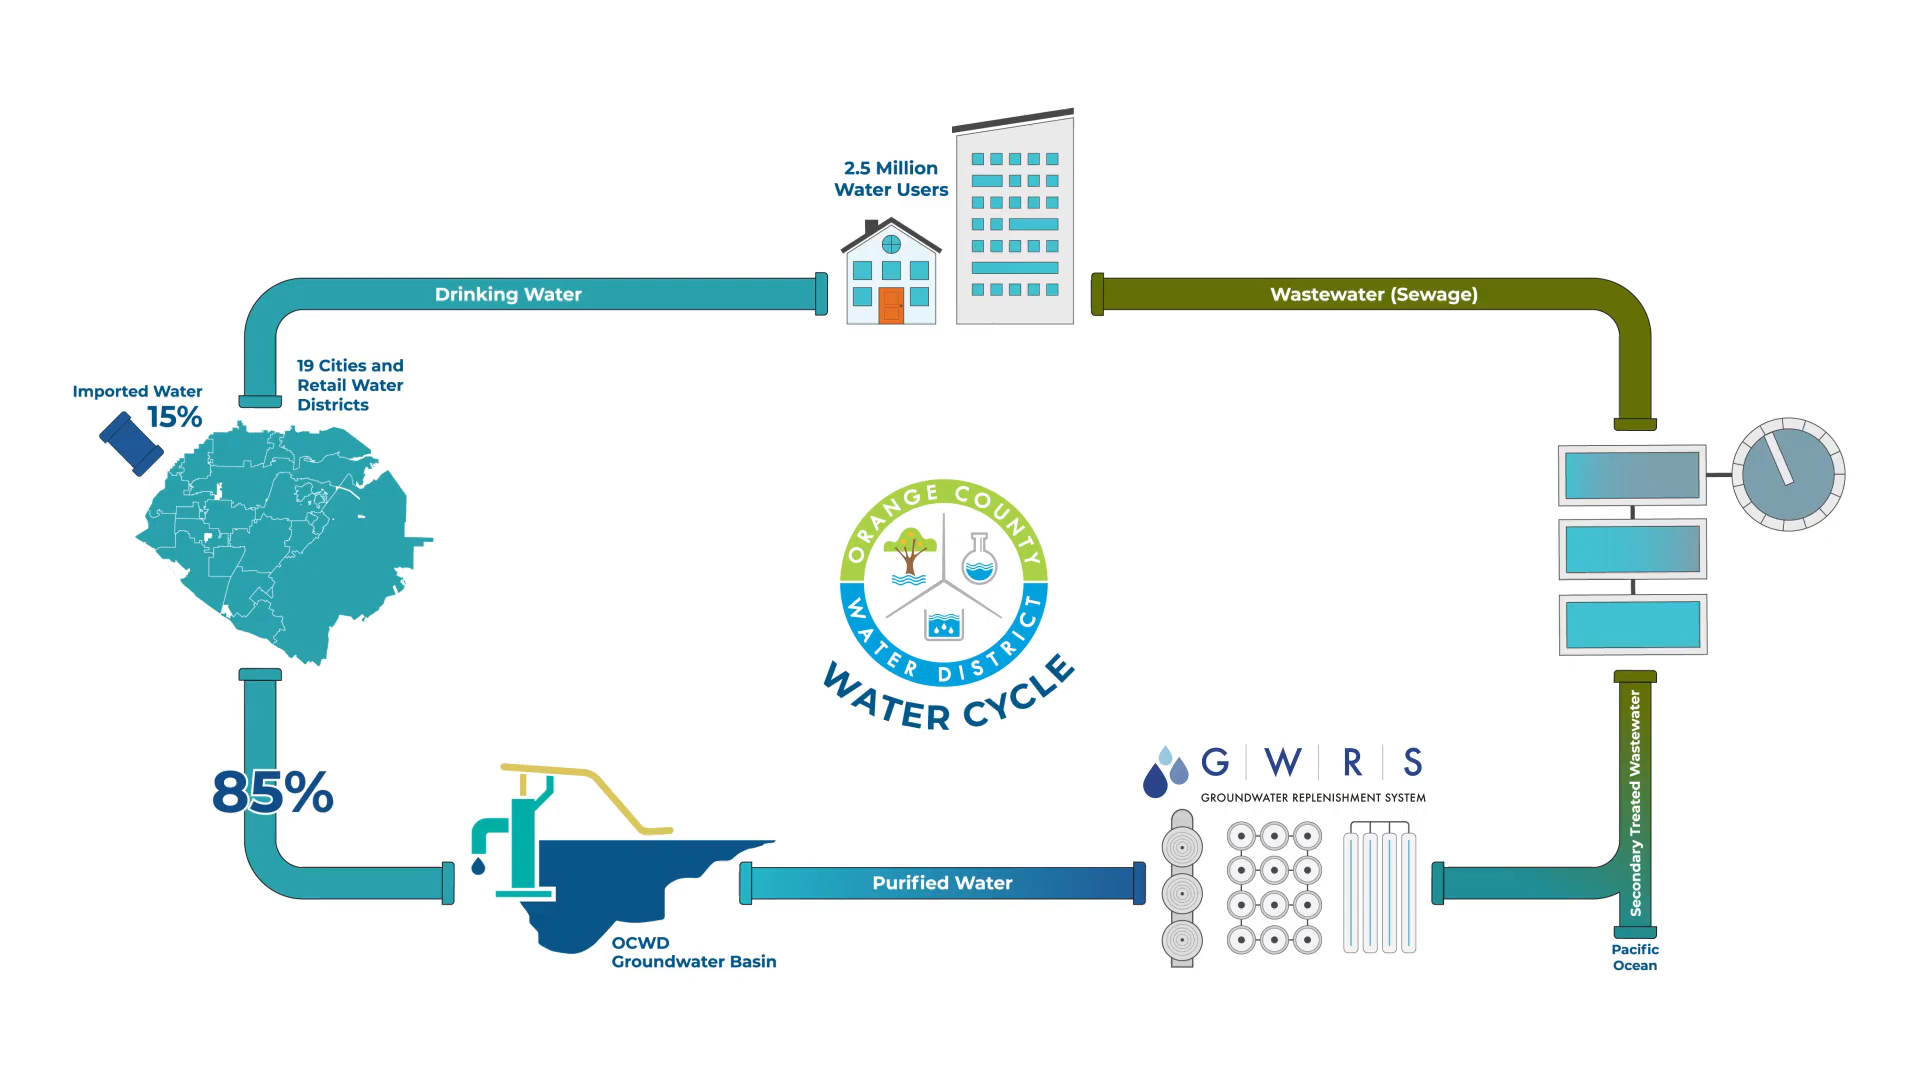 2.5 Million
Water Users
Drinking Water
Wastewater (Sewage)
19 Cities and
Retail Water
Districts
Imported Water
15%
ORANGE COUNTY
WATER DISTRICT
WATER CYCLE
85%
G W R S
GROUNDWATER REPLENISHMENT SYSTEM
Secondary Treated Wastewater
Purified Water
OCWD
Groundwater Basin
Pacific
Ocean